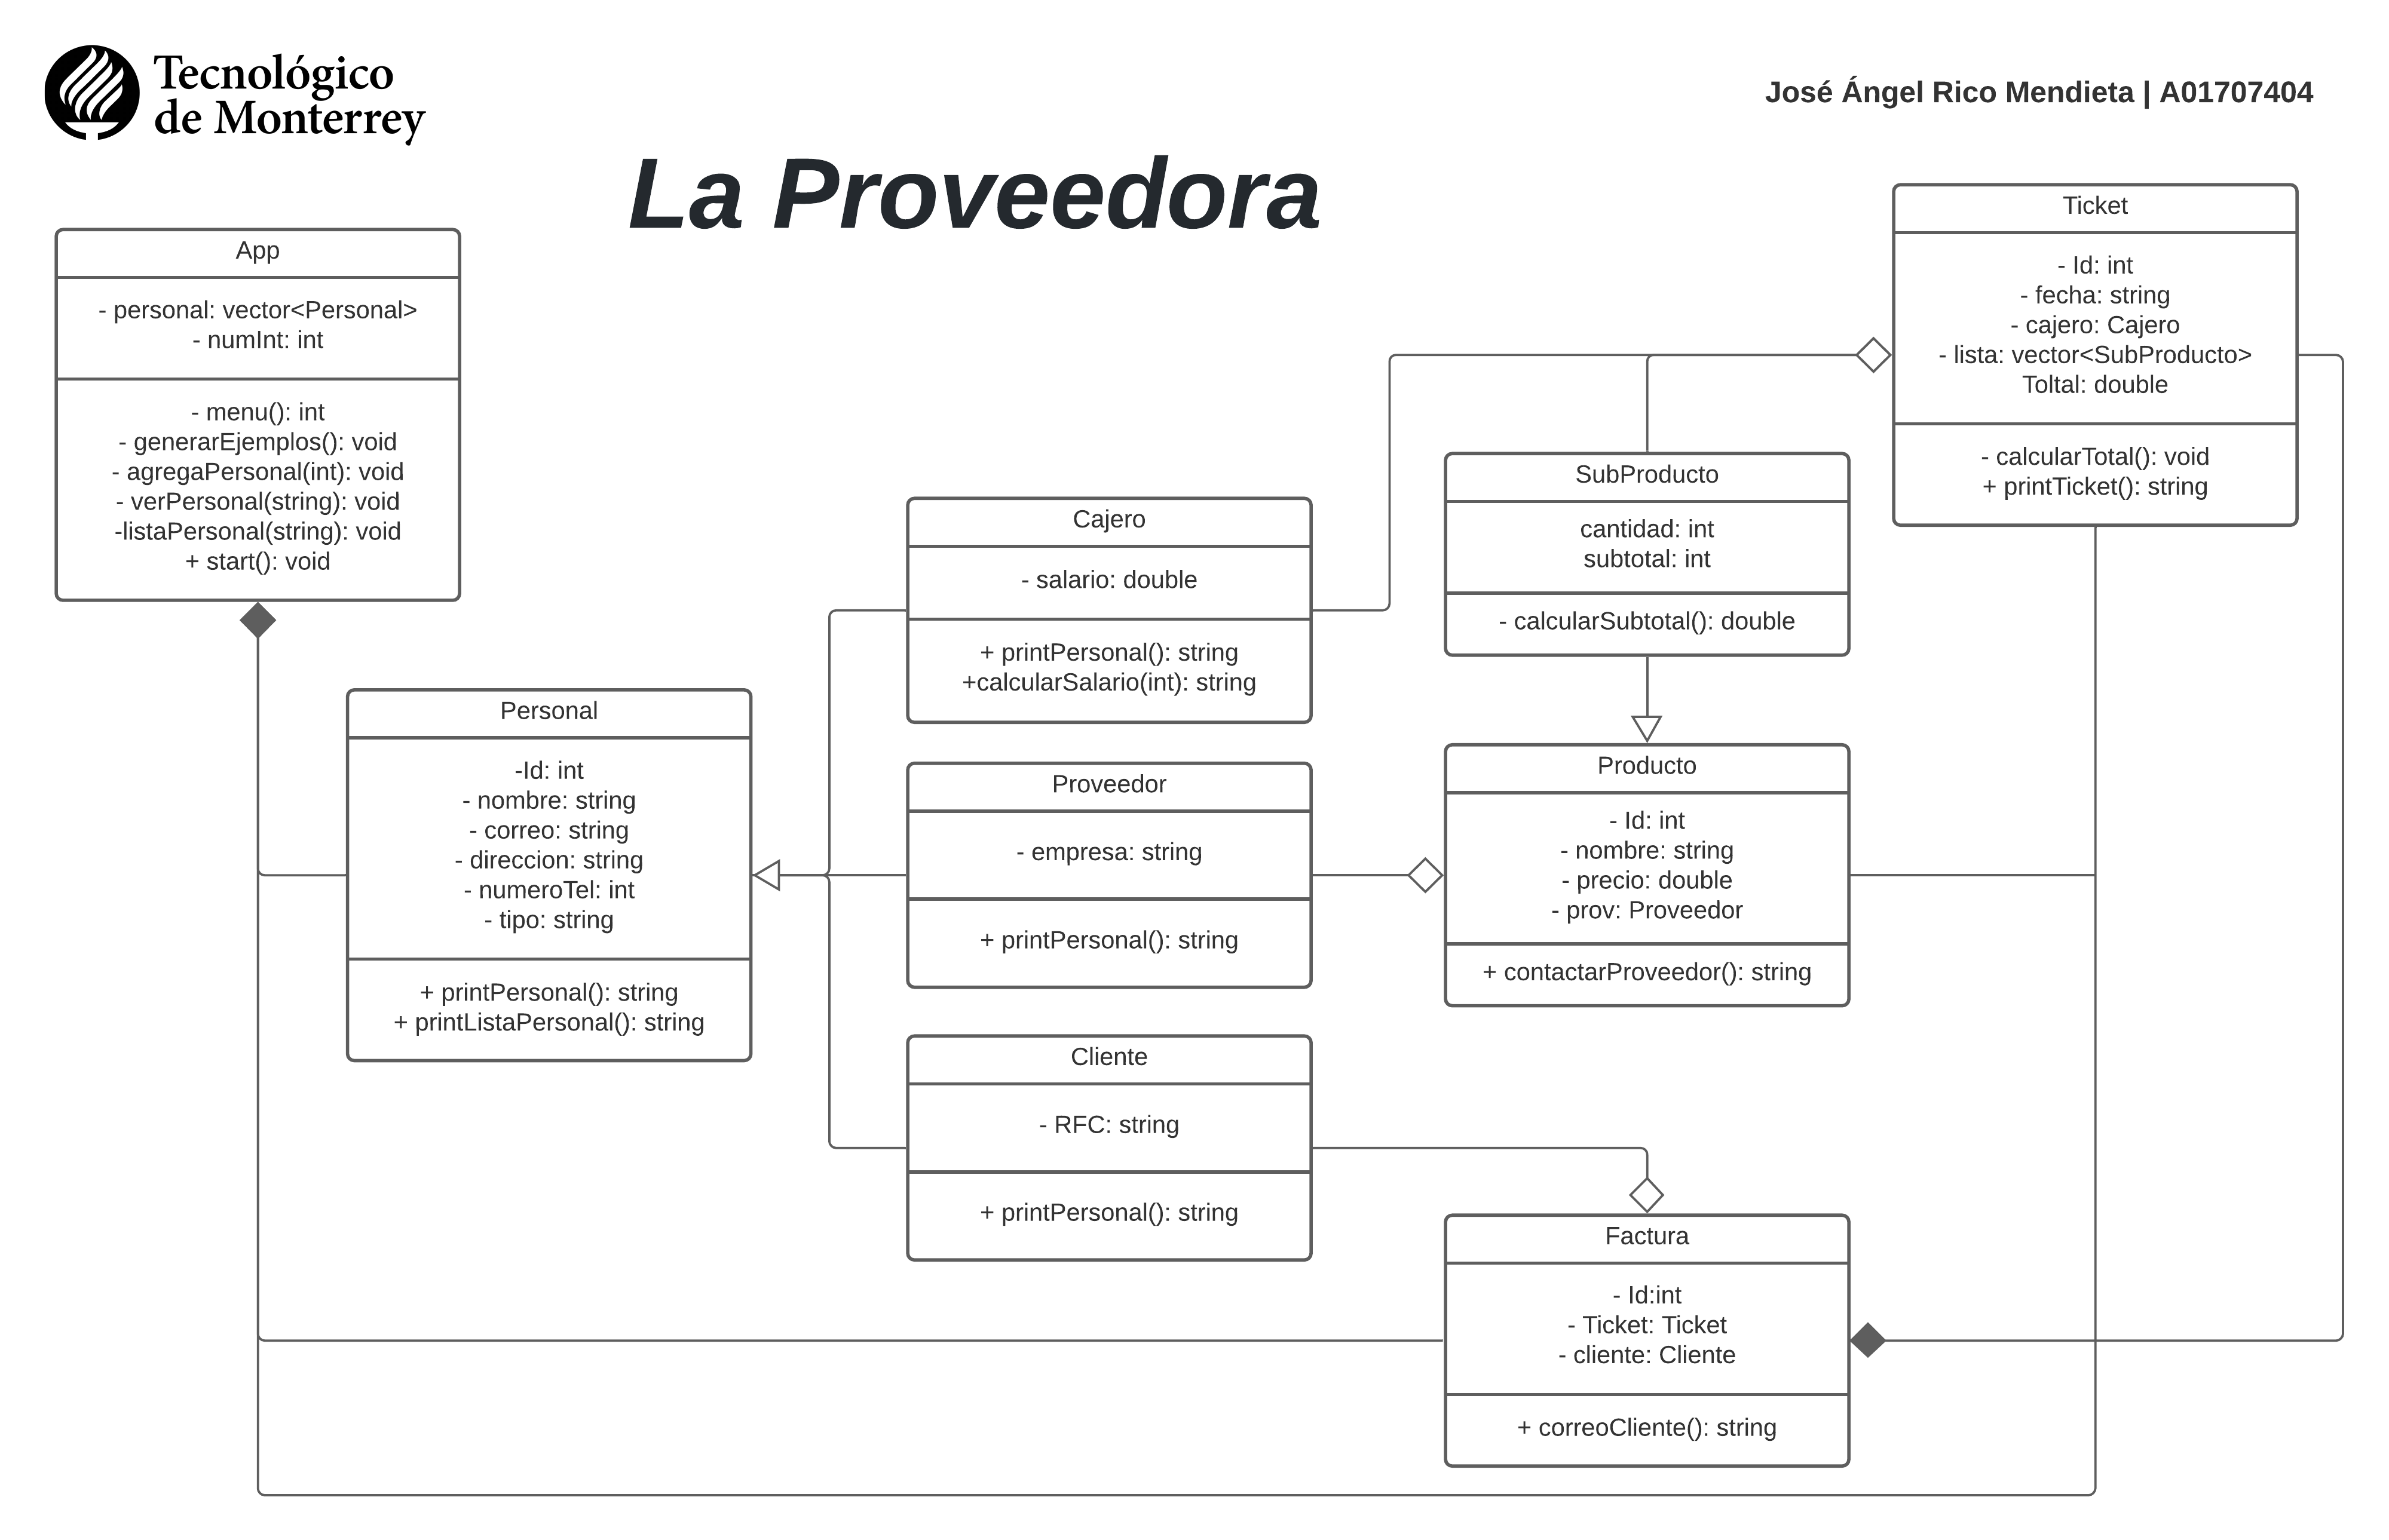 Tecnológico
de Monterrey
José Ángel Rico Mendieta | A01707404
La Proveedora
App
- personal: vector<Personal>
- numInt: int
- menu(): int
- generarEjemplos(): void
- agregaPersonal(int): void
- verPersonal(string): void
-listaPersonal(string): void
+ start(): void
Personal
-Id: int
- nombre: string
- correo: string
- direccion: string
- numeroTel: int
- tipo: string
+ printPersonal(): string
+ printListaPersonal(): string
Cajero
- salario: double
+ printPersonal(): string
+calcularSalario(int): string
Proveedor
- empresa: string
+ printPersonal(): string
Cliente
- RFC: string
+ printPersonal(): string
SubProducto
cantidad: int
subtotal: int
- calcularSubtotal(): double
Producto
- Id: int
- nombre: string
- precio: double
- prov: Proveedor
+ contactarProveedor(): string
Factura
- Id:int
- Ticket: Ticket
- cliente: Cliente
+ correoCliente(): string
Ticket
- Id: int
- fecha: string
- cajero: Cajero
- lista: vector<SubProducto>
Toltal: double
- calcularTotal(): void
+ printTicket(): string